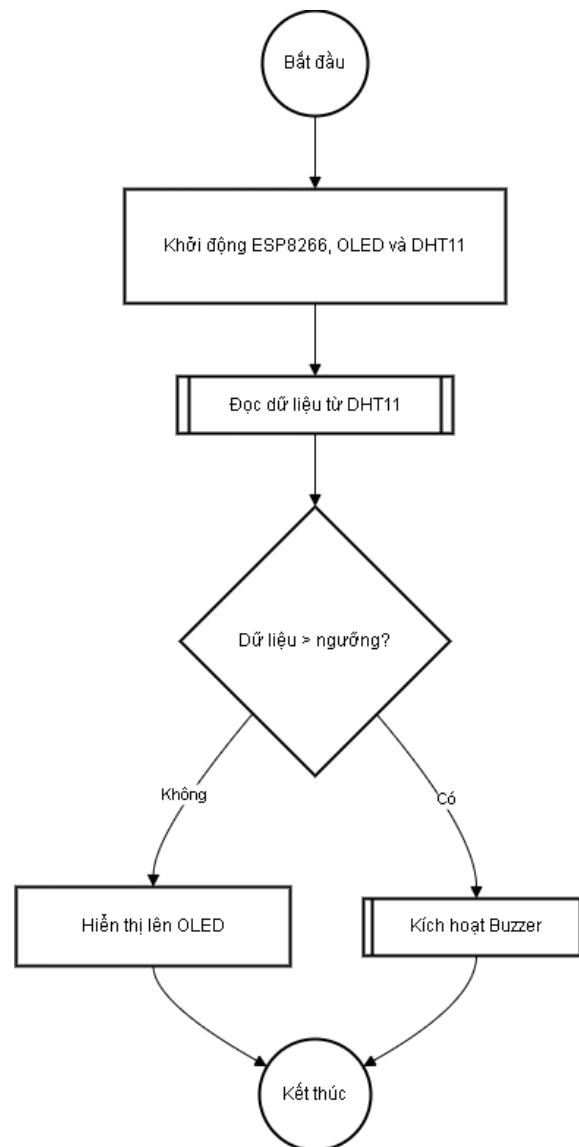 Bắt đầu
Khởi động ESP8266, OLED và DHT11
Đọc dữ liệu từ DHT11
Dữ liệu > ngưỡng?
Không
Có
Hiển thị lên OLED
Kích hoạt Buzzer
Kết thúc